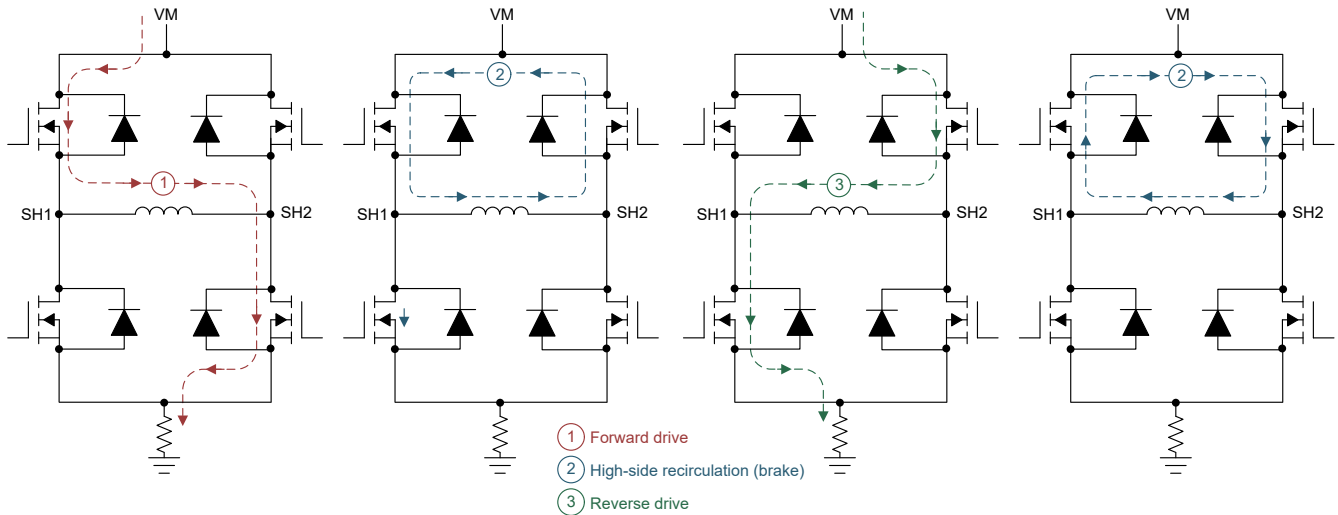 VM
VM
VM
VM
2
2
1
3
SH1
SH2
SH1
SH2
SH1
SH2
SH1
SH2
1 Forward drive
2 High-side recirculation (brake)
3 Reverse drive